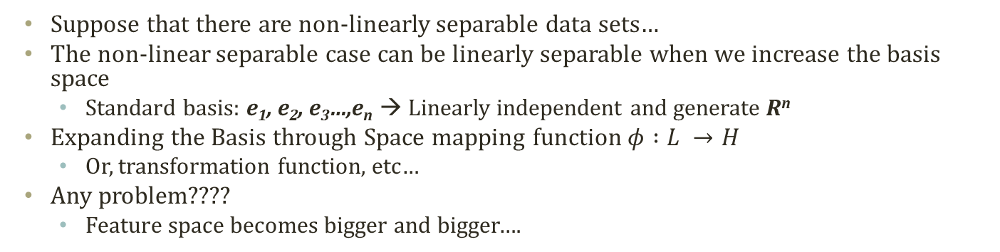 • Suppose that there are non-linearly separable data sets…
• The non-linear separable case can be linearly separable when we increase the basis
space
• Standard basis: e₁, e₂, e₃…,eₙ → Linearly independent and generate Rⁿ
• Expanding the Basis through Space mapping function ϕ : L → H
• Or, transformation function, etc…
• Any problem????
• Feature space becomes bigger and bigger….